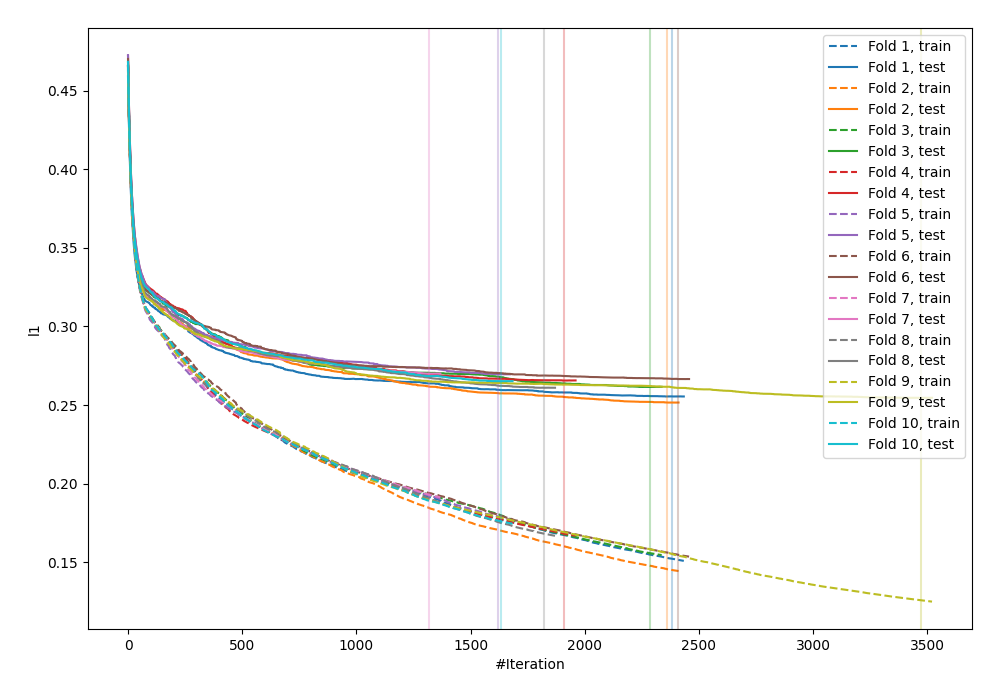 0.45
0.40
0.35
0.30
0.25
0.20
0.15
l1
0
500
1000
1500
2000
2500
3000
3500
#Iteration
Fold 1, train
Fold 1, test
Fold 2, train
Fold 2, test
Fold 3, train
Fold 3, test
Fold 4, train
Fold 4, test
Fold 5, train
Fold 5, test
Fold 6, train
Fold 6, test
Fold 7, train
Fold 7, test
Fold 8, train
Fold 8, test
Fold 9, train
Fold 9, test
Fold 10, train
Fold 10, test